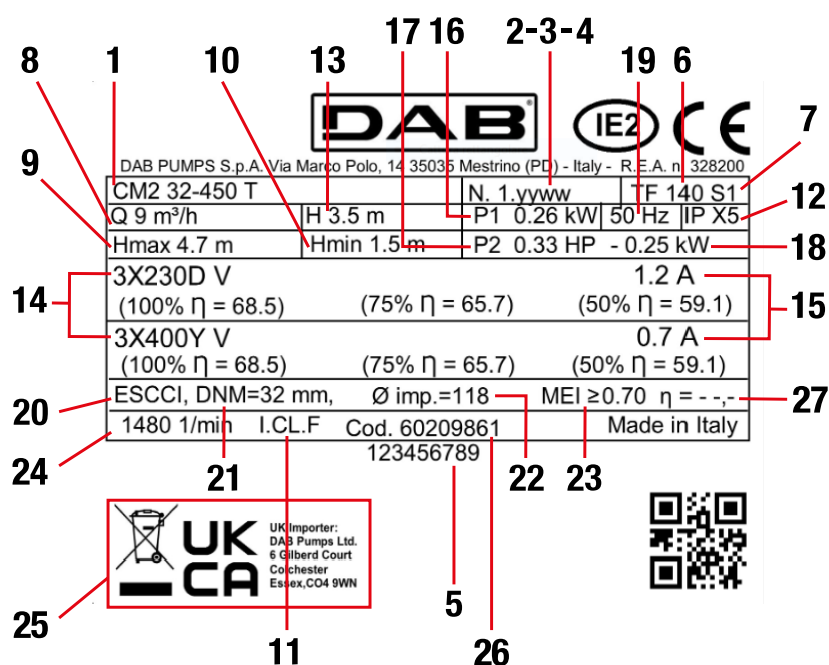 17 16 2-3-4
8 1 10 13 19 6
DAB IE2 CE
7
9
DAB PUMPS S.p.A. Via Marco Polo, 14 35035 Mestrino (PD) - Italy - R.E.A. n. 328200
CM2 32-450 T N. 1.yyww TF 140 S1
12
Q 9 m³/h H 3.5 m P1 0.26 kW 50 Hz IP X5
Hmax 4.7 m Hmin 1.5 m P2 0.33 HP - 0.25 kW
18
3X230D V 1.2 A
14 15
(100% Ƞ = 68.5) (75% Ƞ = 65.7) (50% Ƞ = 59.1)
3X400Y V 0.7 A
(100% Ƞ = 68.5) (75% Ƞ = 65.7) (50% Ƞ = 59.1)
20 ESCCI, DNM=32 mm, Ø imp.=118 MEI ≥0.70 η = - -,- 27
24 1480 1/min I.CL.F Cod. 60209861 Made in Italy
123456789
21 22 23
UK
CA
UK Importer:
DAB Pumps Ltd.
6 Gilberd Court
Colchester
Essex,CO4 9WN
5
25 11 26